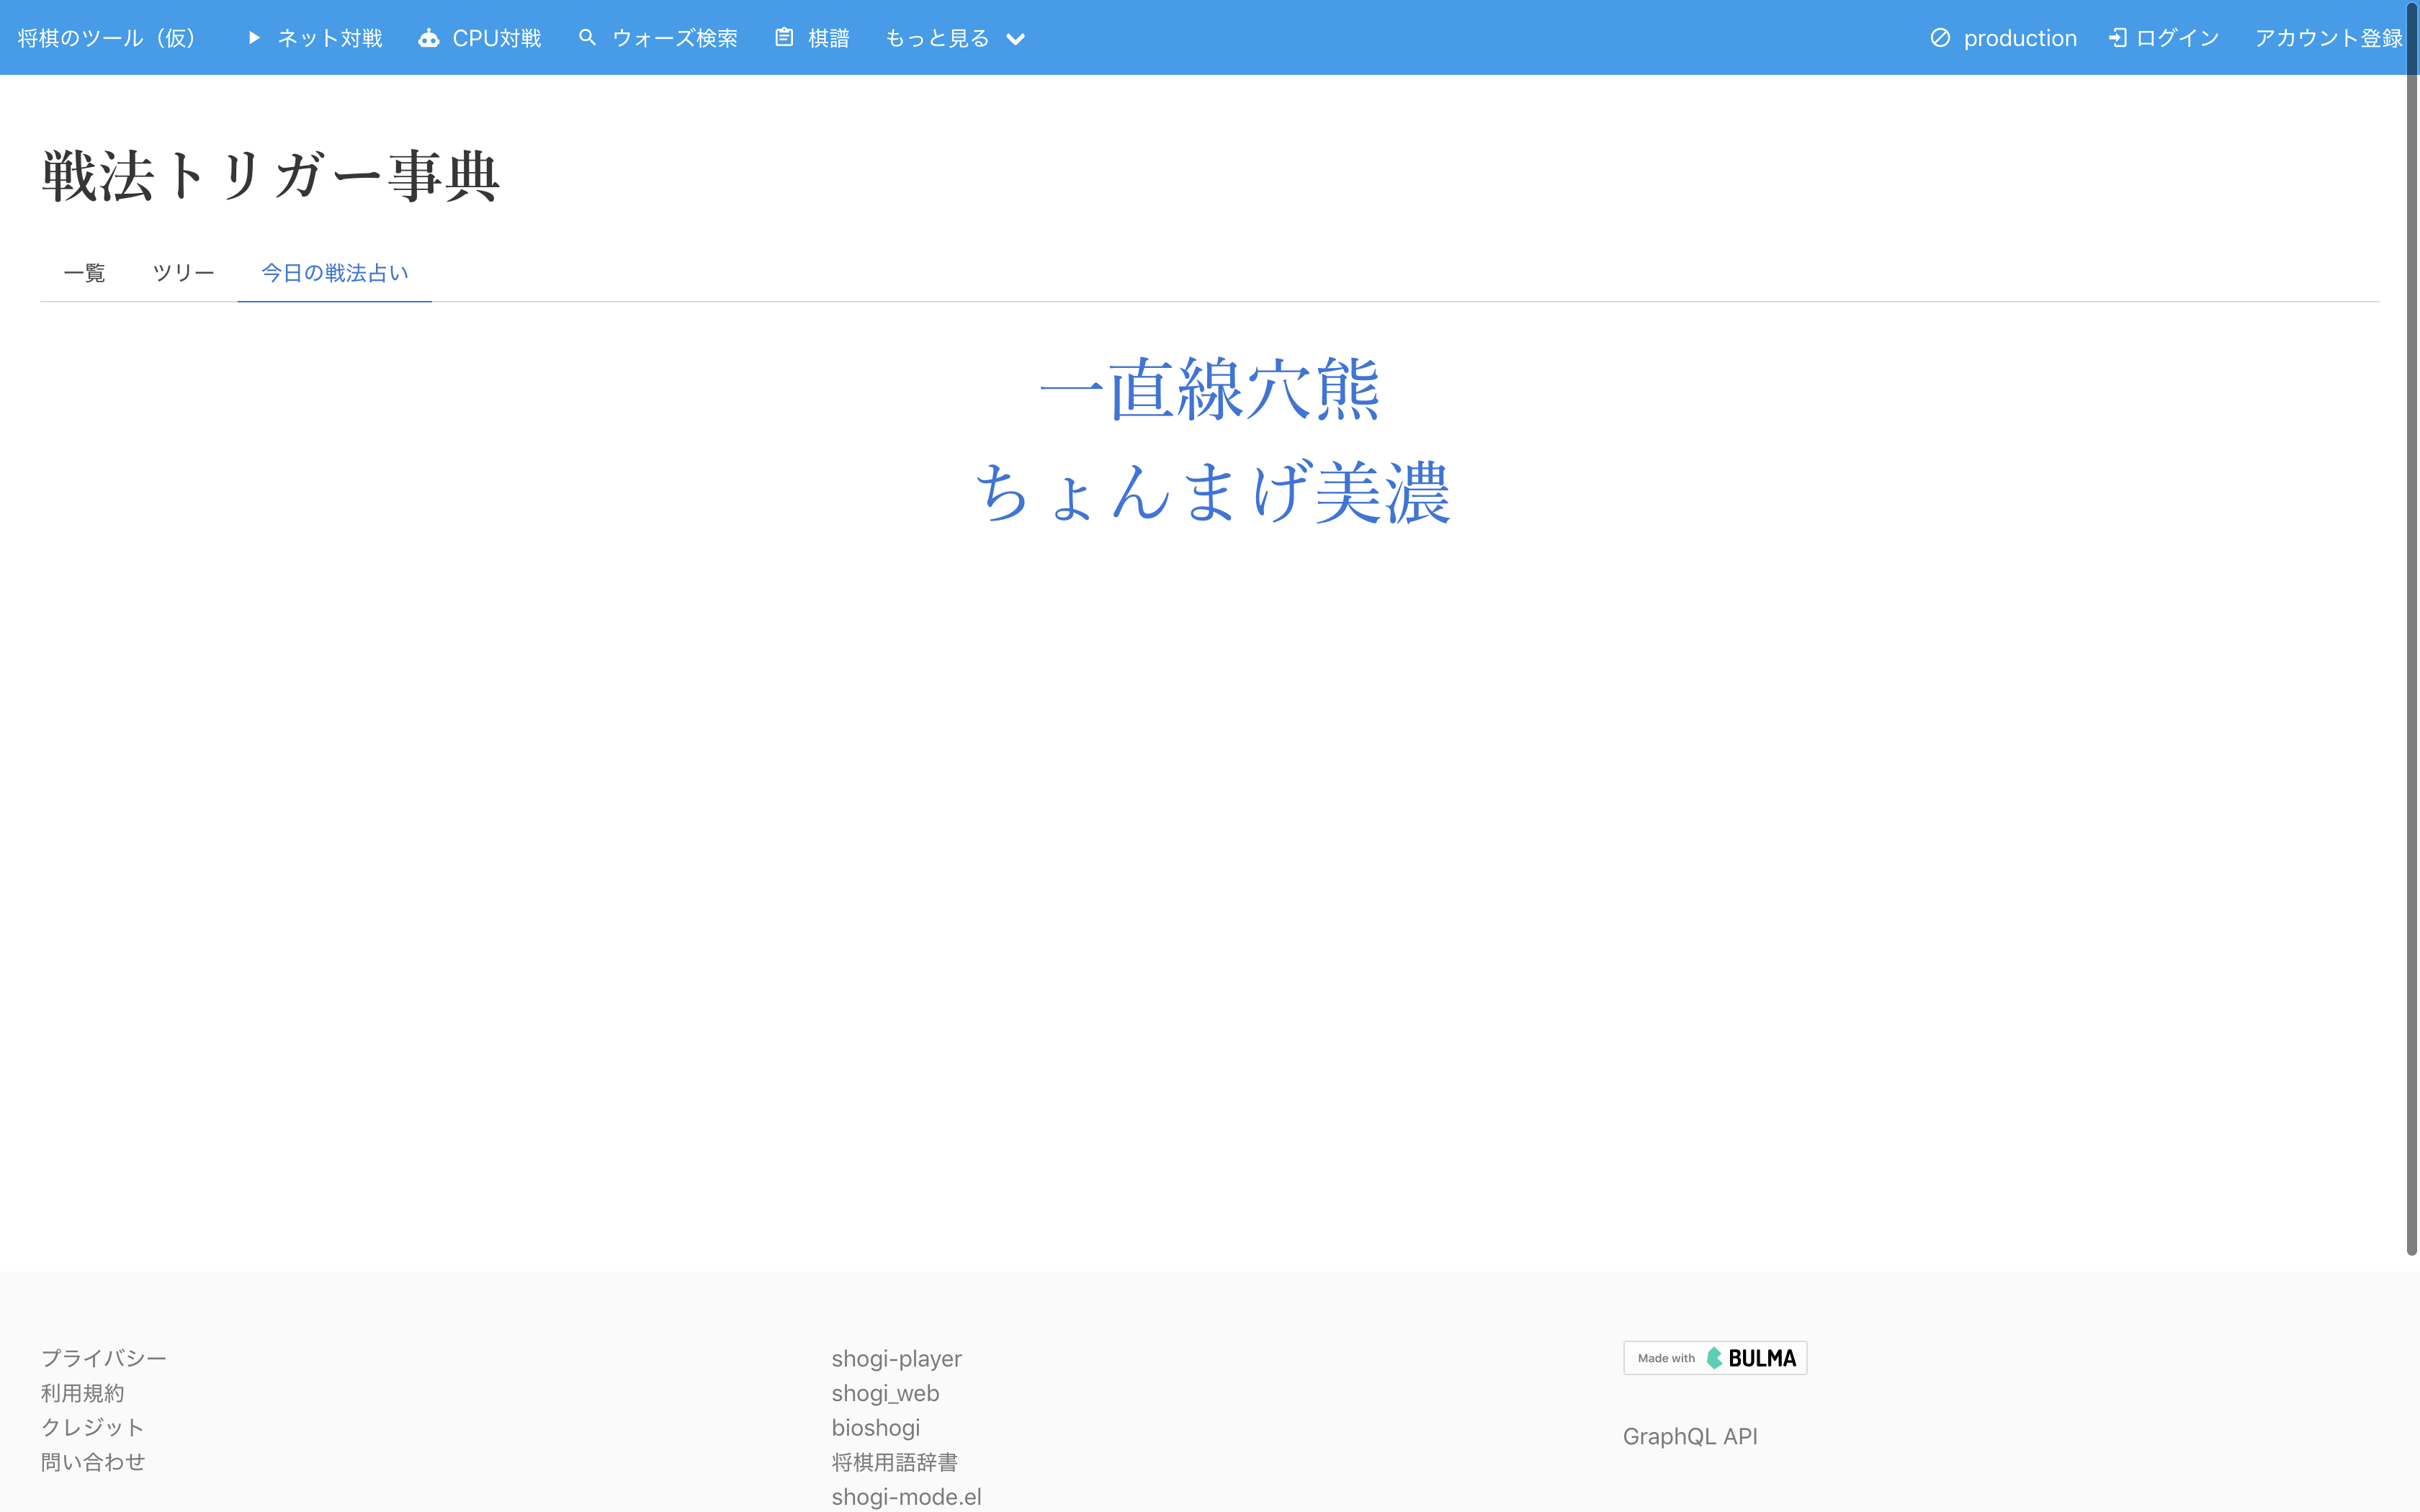 将棋のツール（仮） ネット対戦 CPU対戦 ウォーズ検索 棋譜 もっと見る production ログイン アカウント登録
戦法トリガー事典
一覧 ツリー 今日の戦法占い
一直線穴熊
ちょんまげ美濃
プライバシー
利用規約
クレジット
問い合わせ
shogi-player
shogi_web
bioshogi
将棋用語辞書
shogi-mode.el
Made with BULMA
GraphQL API